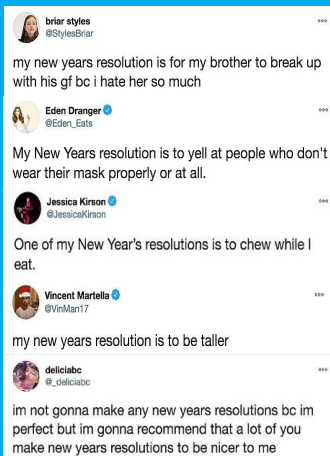 briar styles
@StylesBriar
my new years resolution is for my brother to break up
with his gf bc i hate her so much
Eden Dranger
@Eden_Eats
My New Years resolution is to yell at people who don't
wear their mask properly or at all.
Jessica Kirson
@JessicaKirson
One of my New Year's resolutions is to chew while I
eat.
Vincent Martella
@VinMan17
my new years resolution is to be taller
deliciabc
@_deliciabc
im not gonna make any new years resolutions bc im
perfect but im gonna recommend that a lot of you
make new years resolutions to be nicer to me